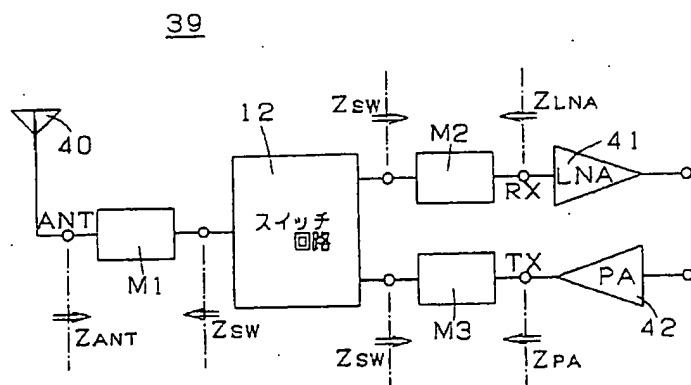 39
40
ANT
M1
ZANT
ZSW
12
スイッチ
回路
ZSW
M2
ZLNA
RX
LNA
41
ZSW
M3
TX
ZPA
PA
42